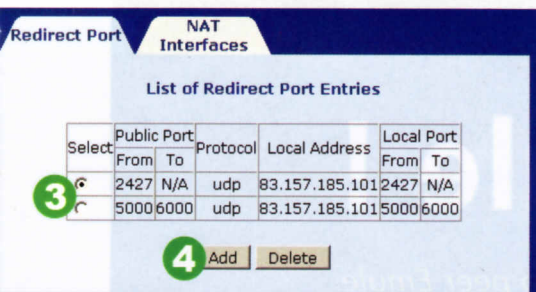 Redirect Port
NAT
Interfaces
List of Redirect Port Entries
Select Public Port Protocol Local Address Local Port
From To From To
3 2427 N/A udp 83.157.185.101 2427 N/A
5000 6000 udp 83.157.185.101 5000 6000
4 Add Delete